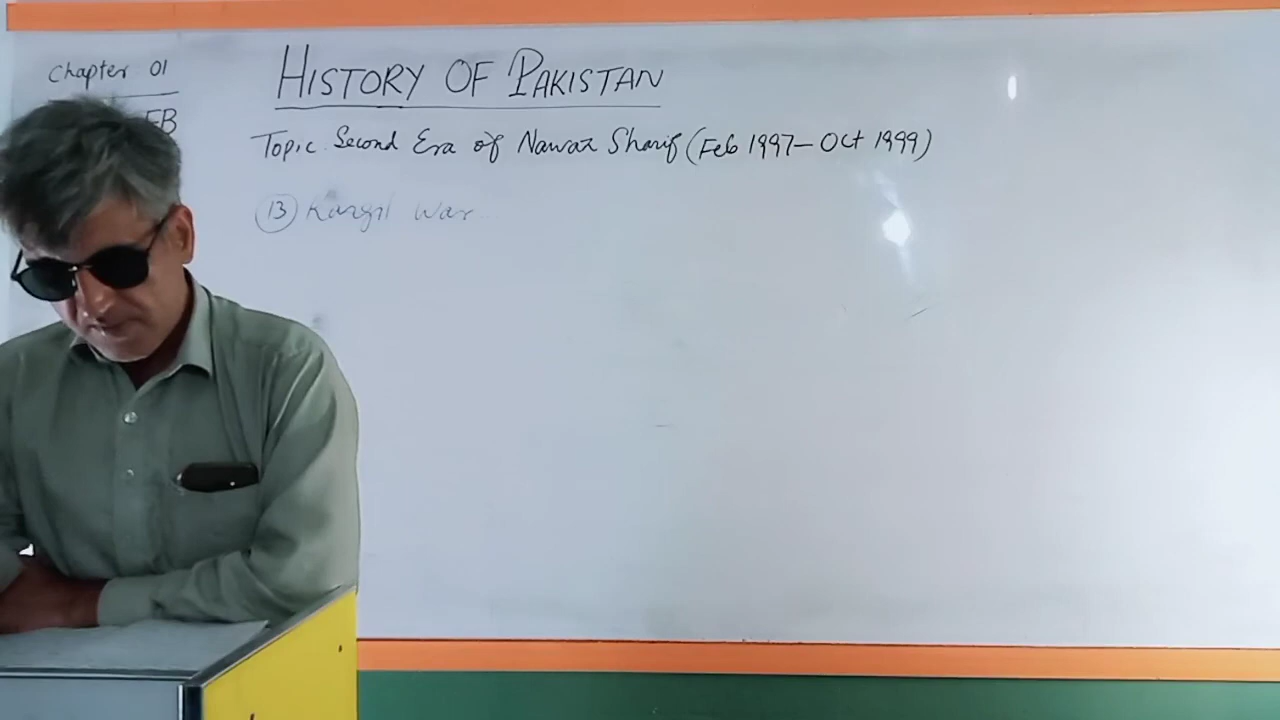 Chapter 01
HISTORY OF PAKISTAN
Topic. Second Era of Nawaz Sharif (Feb 1997 - Oct 1999)
13 Kargil War